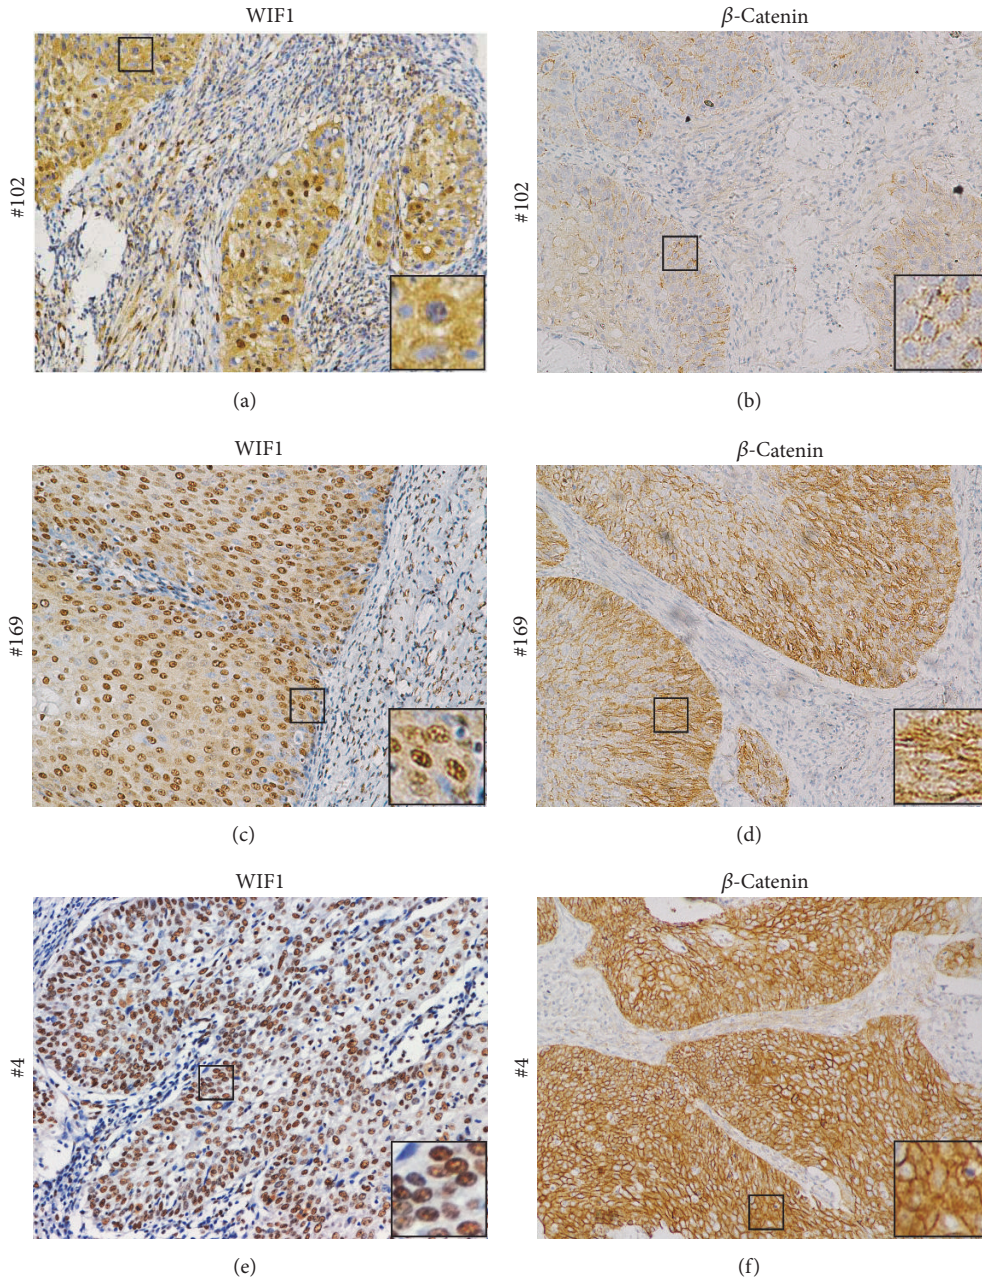 WIF1
β-Catenin
#102
#102
(a)
(b)
WIF1
β-Catenin
#169
#169
(c)
(d)
WIF1
β-Catenin
#4
#4
(e)
(f)